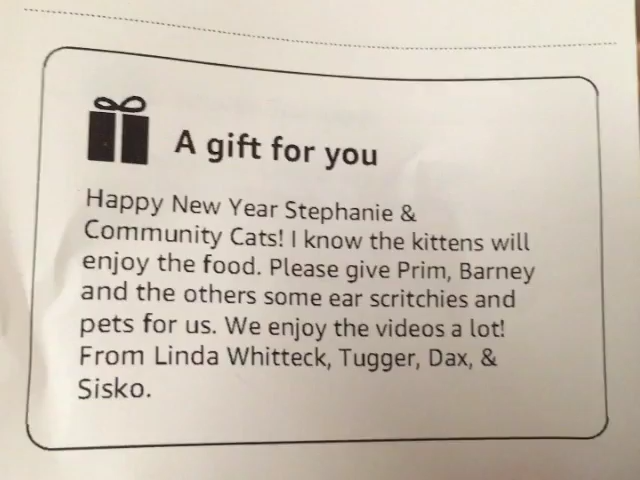 A gift for you
Happy New Year Stephanie &
Community Cats! I know the kittens will
enjoy the food. Please give Prim, Barney
and the others some ear scritchies and
pets for us. We enjoy the videos a lot!
From Linda Whitteck, Tugger, Dax, &
Sisko.